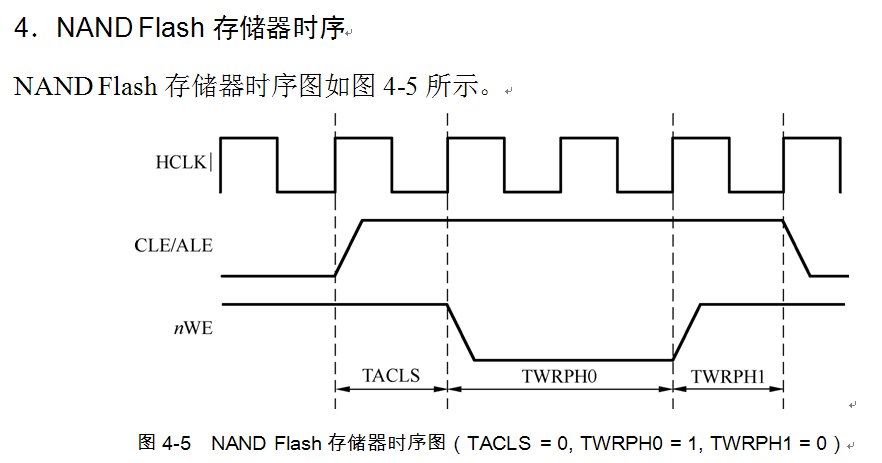 4．NAND Flash 存储器时序
NAND Flash 存储器时序图如图 4-5 所示。
HCLK
CLE/ALE
nWE
TACLS TWRPH0 TWRPH1
图 4-5 NAND Flash 存储器时序图（TACLS = 0, TWRPH0 = 1, TWRPH1 = 0）